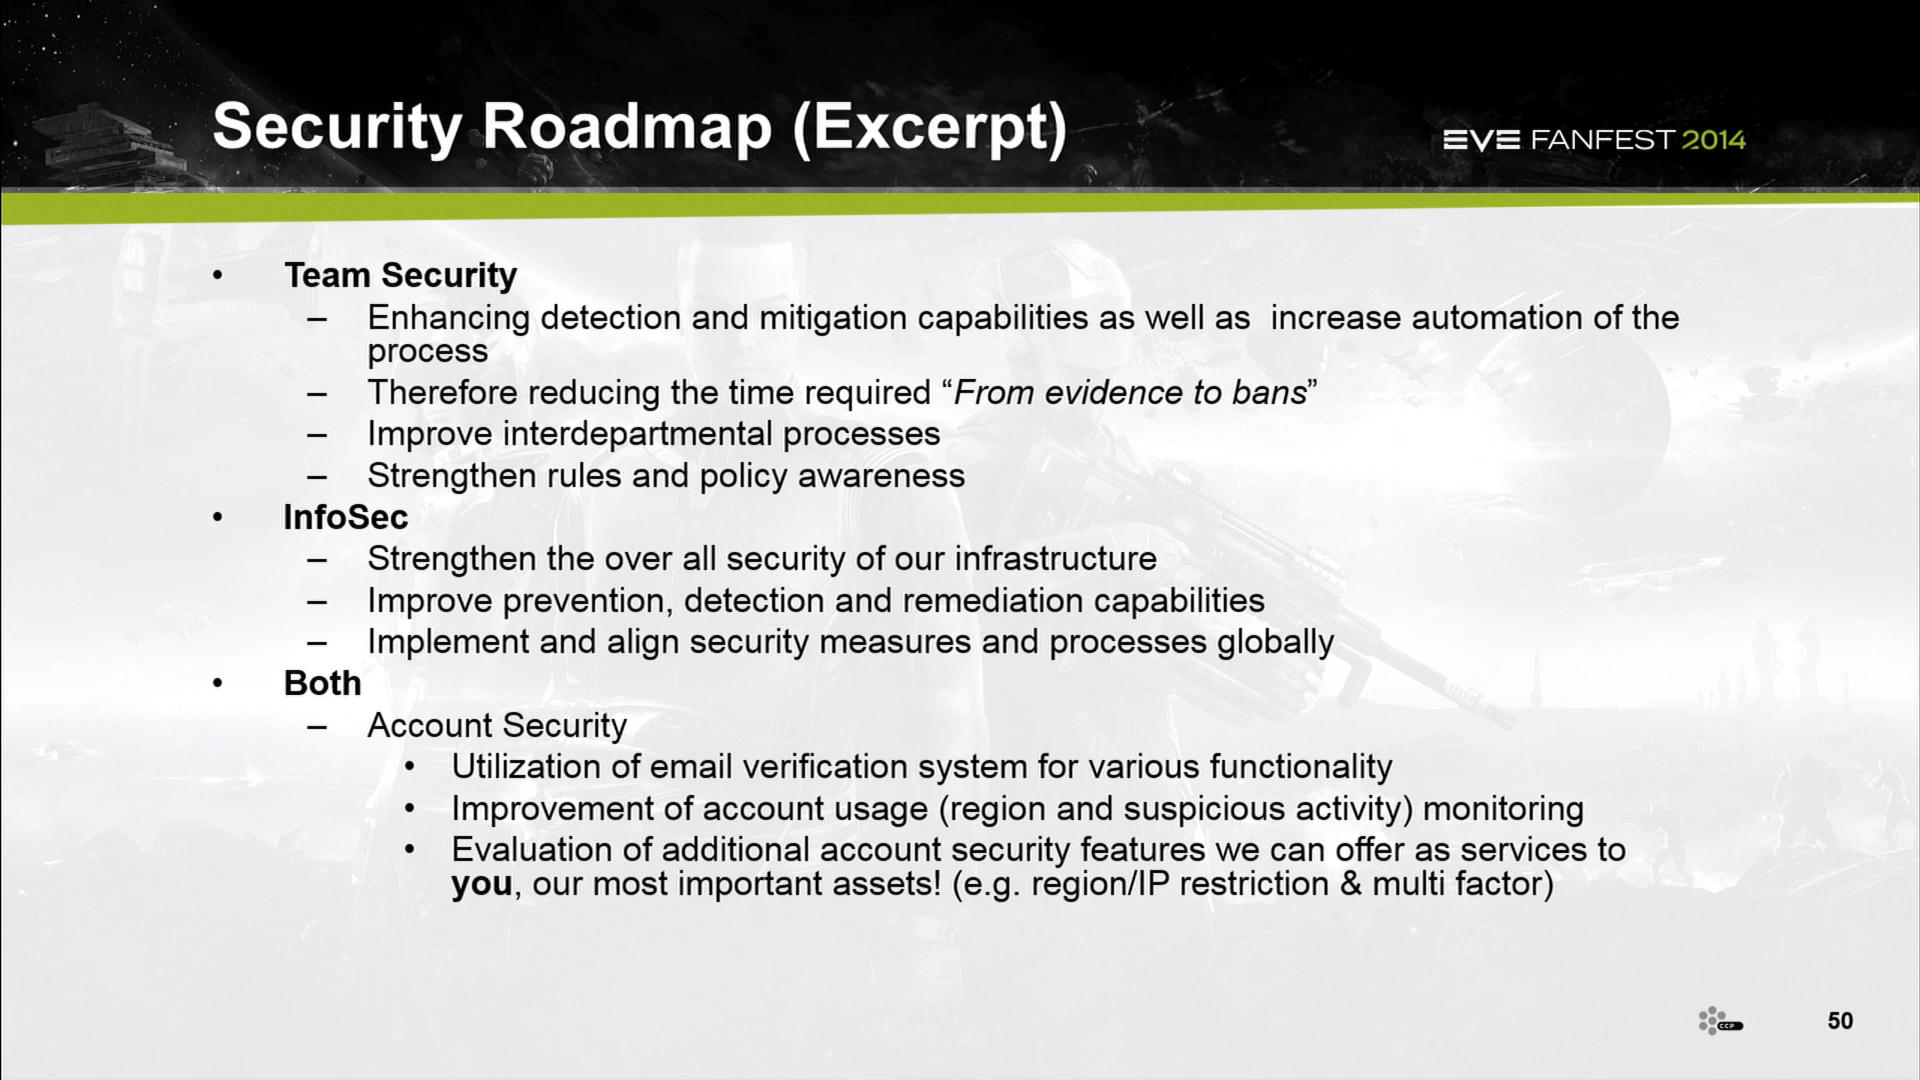 Security Roadmap (Excerpt)
EVE FANFEST 2014
• Team Security
– Enhancing detection and mitigation capabilities as well as  increase automation of the
process
– Therefore reducing the time required “From evidence to bans”
– Improve interdepartmental processes
– Strengthen rules and policy awareness
• InfoSec
– Strengthen the over all security of our infrastructure
– Improve prevention, detection and remediation capabilities
– Implement and align security measures and processes globally
• Both
– Account Security
• Utilization of email verification system for various functionality
• Improvement of account usage (region and suspicious activity) monitoring
• Evaluation of additional account security features we can offer as services to
you, our most important assets! (e.g. region/IP restriction & multi factor)
CCP
50